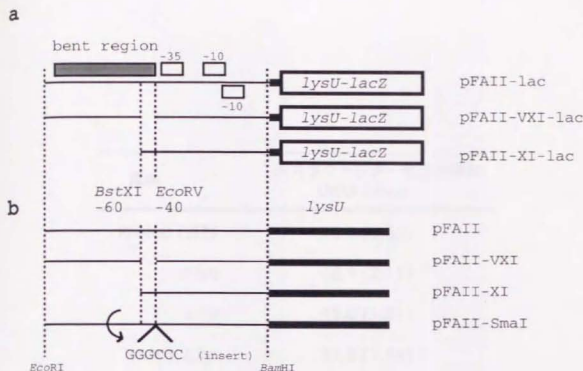 a
bent region
-35
-10
lysU-lacZ pFAII-lac
-10
lysU-lacZ pFAII-VXI-lac
lysU-lacZ pFAII-XI-lac
BstXI EcoRV lysU
b -60 -40
pFAII
pFAII-VXI
pFAII-XI
pFAII-SmaI
GGGCCC (insert)
EcoRI BamHI